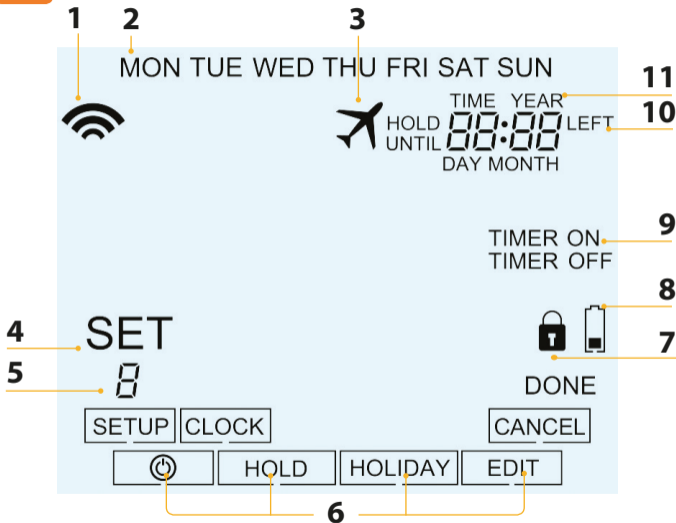 1 2 3
MON TUE WED THU FRI SAT SUN
11
TIME YEAR
10
HOLD 88:88 LEFT
UNTIL
DAY MONTH
9
TIMER ON
TIMER OFF
8
4 SET
7
5 8
DONE
SETUP CLOCK CANCEL
HOLD HOLIDAY EDIT
6